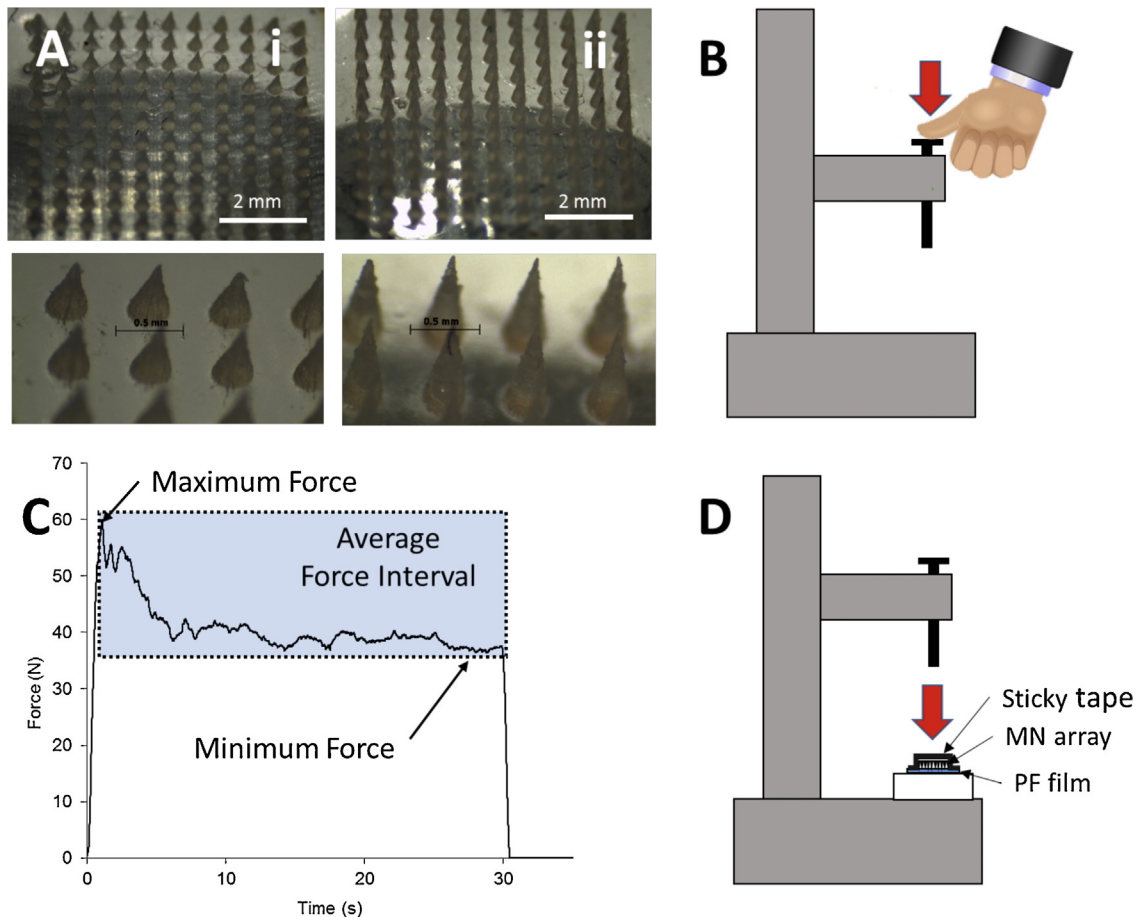 A
i
ii
2 mm
2 mm
0.5 mm
0.5 mm
B
C
70
60
50
40
30
20
10
0
Force (N)
Maximum Force
Average
Force Interval
Minimum Force
0
10
20
30
Time (s)
D
Sticky tape
MN array
PF film